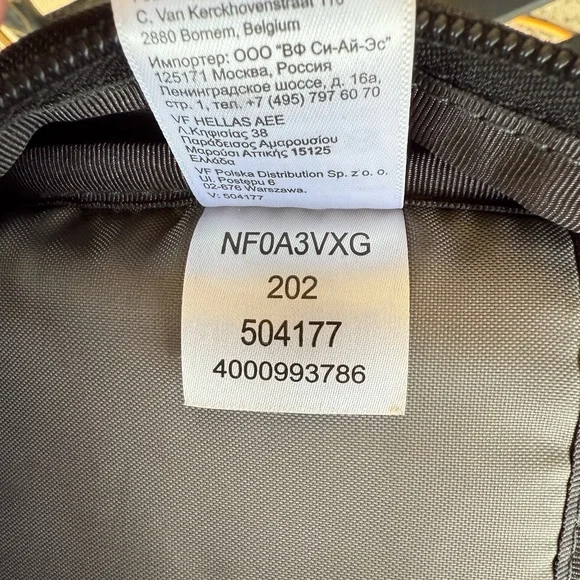 C. Van Kerckhovenstraat 110
2880 Bornem, Belgium
Импортер: ООО "ВФ Си-Ай-Эс"
125171 Москва, Россия
Ленинградское шоссе, д. 16а,
стр. 1, тел. +7 (495) 797 60 70
VF HELLAS AEE
Λ.Κηφισίας 38
Παράδεισος Αμαρουσίου
Μαρούσι Αττικής 15125
Ελλάδα
VF Polska Distribution Sp. z o. o.
Ul. Postępu 6
02-676 Warszawa.
V: 504177
NF0A3VXG
202
504177
4000993786